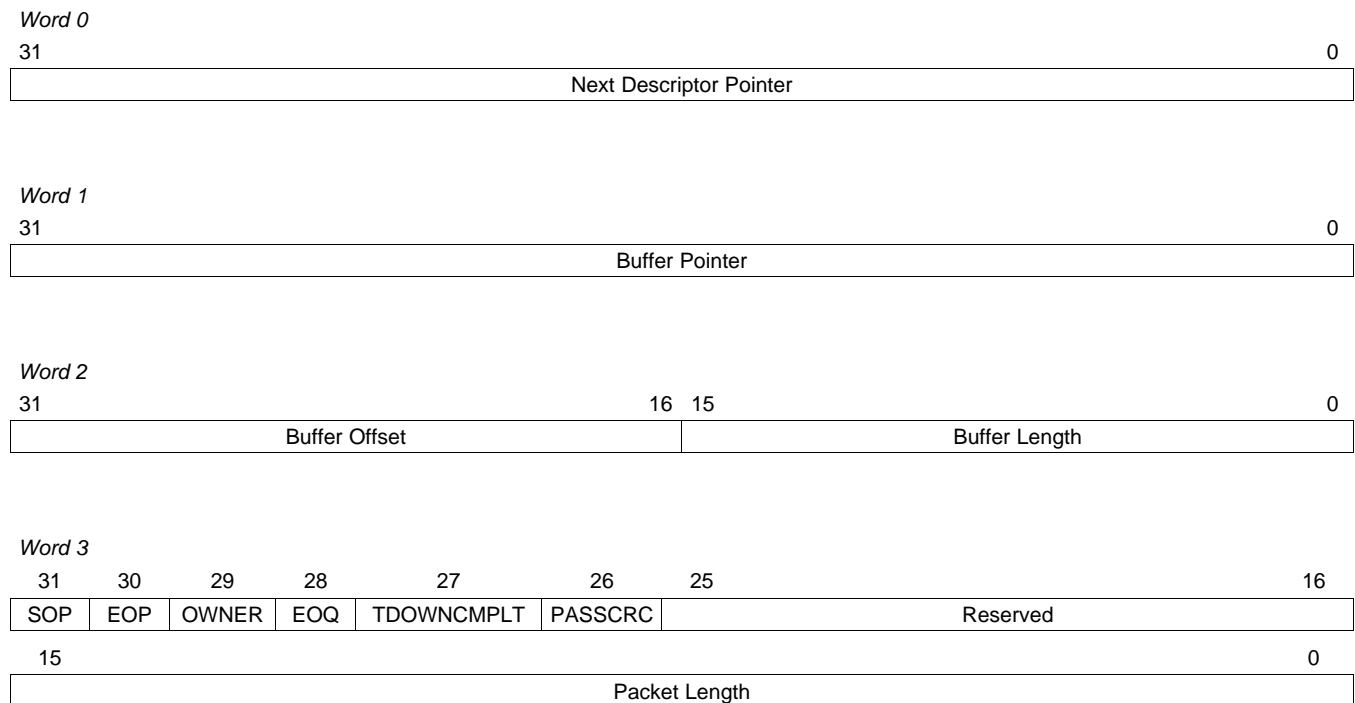 Word 0
31 0
Next Descriptor Pointer
Word 1
31 0
Buffer Pointer
Word 2
31 16 15 0
Buffer Offset Buffer Length
Word 3
31 30 29 28 27 26 25 16
SOP EOP OWNER EOQ TDOWNCMPLT PASSCRC Reserved
15 0
Packet Length